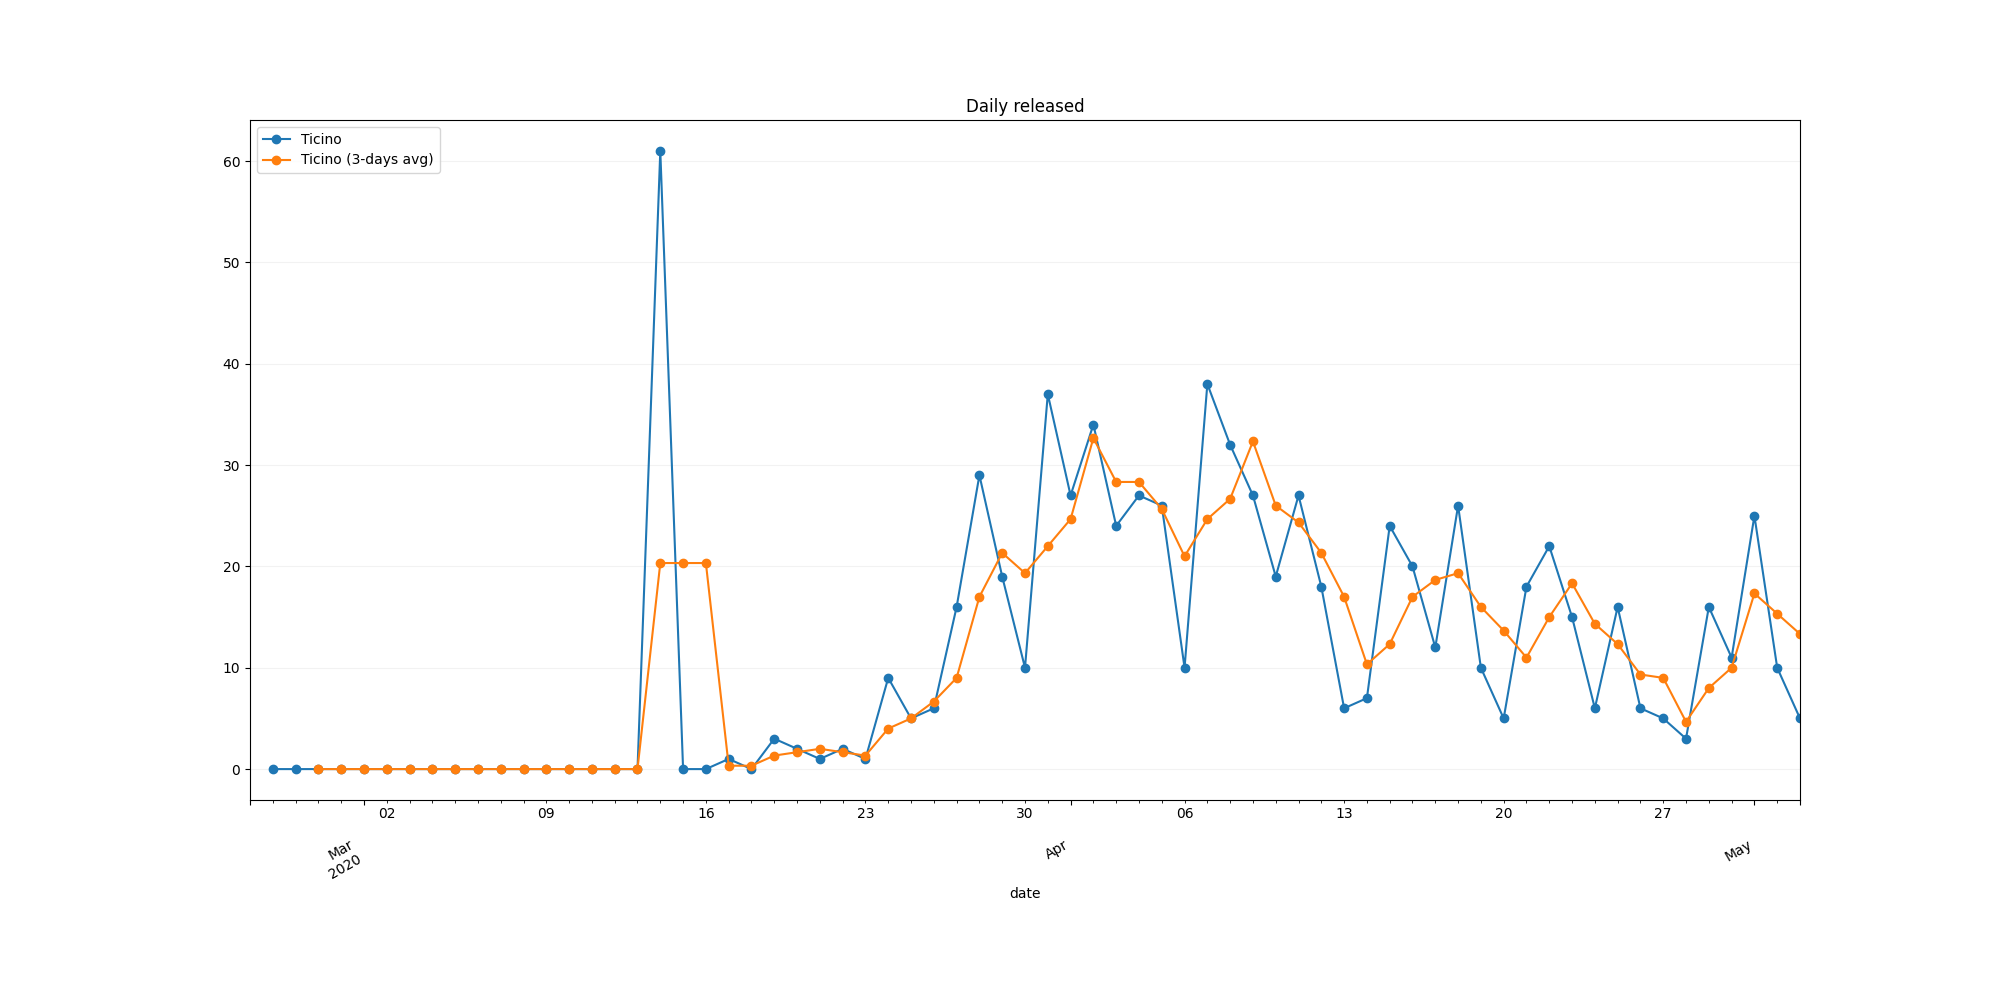 Daily released
Ticino
Ticino (3-days avg)
60
50
40
30
20
10
0
02 09 16 23 30 06 13 20 27
Mar Apr May
2020
date